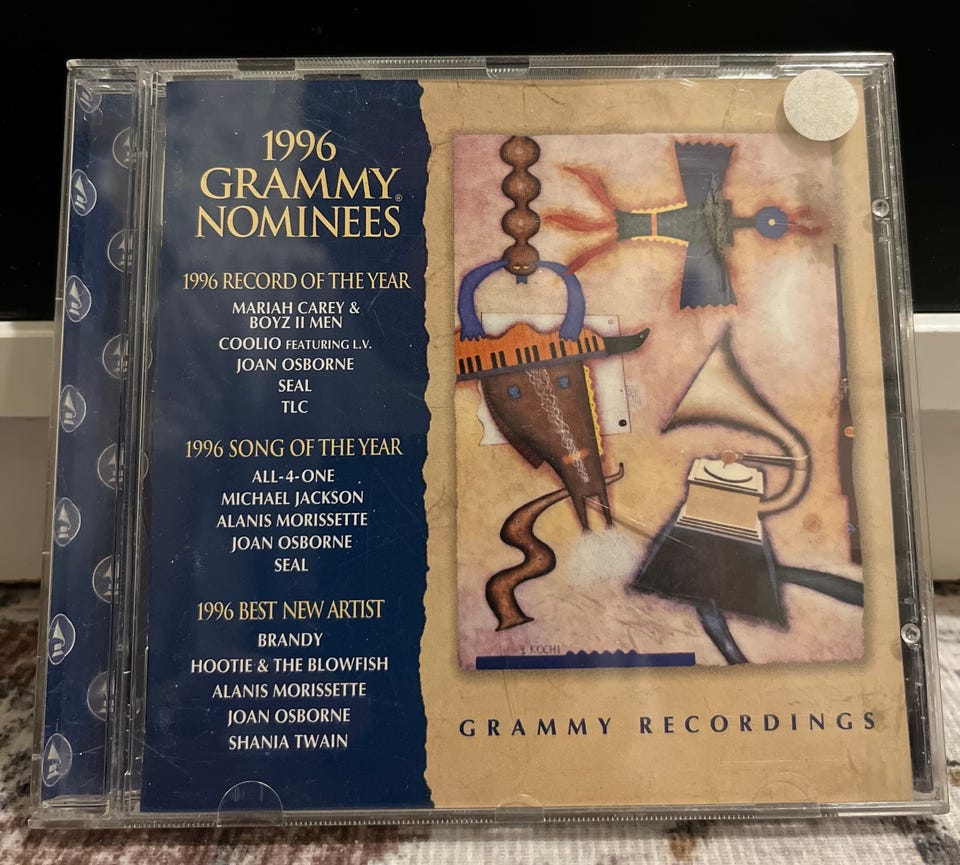 1996
GRAMMY®
NOMINEES
1996 RECORD OF THE YEAR
MARIAH CAREY &
BOYZ II MEN
COOLIO FEATURING L.V.
JOAN OSBORNE
SEAL
TLC
1996 SONG OF THE YEAR
ALL-4-ONE
MICHAEL JACKSON
ALANIS MORISSETTE
JOAN OSBORNE
SEAL
1996 BEST NEW ARTIST
BRANDY
HOOTIE & THE BLOWFISH
ALANIS MORISSETTE
JOAN OSBORNE
SHANIA TWAIN
GRAMMY RECORDINGS